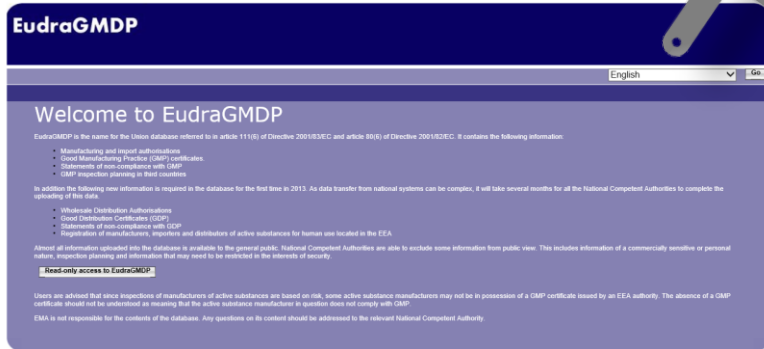 EudraGMDP
English
Go
Welcome to EudraGMDP
EudraGMDP is the name for the Union database referred to in article 111(6) of Directive 2001/83/EC and article 80(6) of Directive 2001/82/EC. It contains the following information:
Manufacturing and import authorisations
Good Manufacturing Practice (GMP) certificates.
Statements of non-compliance with GMP
GMP inspection planning in third countries
In addition the following new information is required in the database for the first time in 2013. As data transfer from national systems can be complex, it will take several months for all the National Competent Authorities to complete the
uploading of this data.
Wholesale Distribution Authorisations
Good Distribution Certificates (GDP)
Statements of non-compliance with GDP
Registration of manufacturers, importers and distributors of active substances for human use located in the EEA
Almost all information uploaded into the database is available to the general public. National Competent Authorities are able to exclude some information from public view. This includes information of a commercially sensitive or personal
nature, inspection planning and information that may need to be restricted in the interests of security.
Read-only access to EudraGMDP
Users are advised that since inspections of manufacturers of active substances are based on risk, some active substance manufacturers may not be in possession of a GMP certificate issued by an EEA authority. The absence of a GMP
certificate should not be understood as meaning that the active substance manufacturer in question does not comply with GMP.
EMA is not responsible for the contents of the database. Any questions on its content should be addressed to the relevant National Competent Authority.